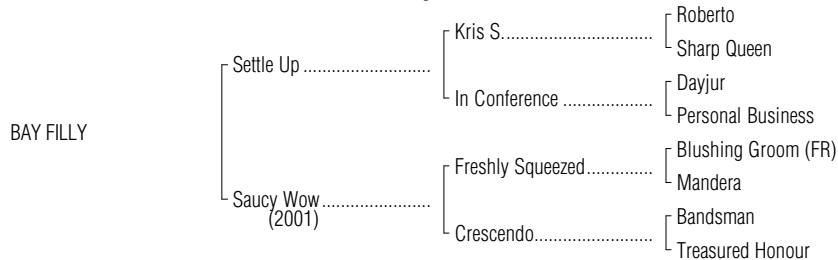 Roberto
Kris S. ................................
Sharp Queen
Settle Up ...........................
Dayjur
In Conference ...................
Personal Business
BAY FILLY
Blushing Groom (FR)
Freshly Squeezed..............
Mandera
Saucy Wow.......................
(2001)
Bandsman
Crescendo.........................
Treasured Honour